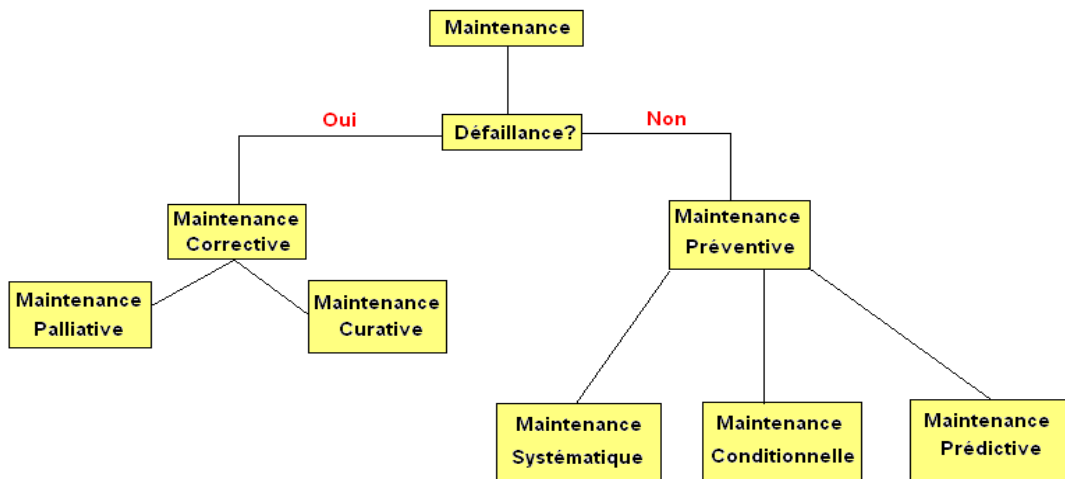 Maintenance
Oui
Défaillance?
Non
Maintenance
Corrective
Maintenance
Préventive
Maintenance
Palliative
Maintenance
Curative
Maintenance
Systématique
Maintenance
Conditionnelle
Maintenance
Prédictive